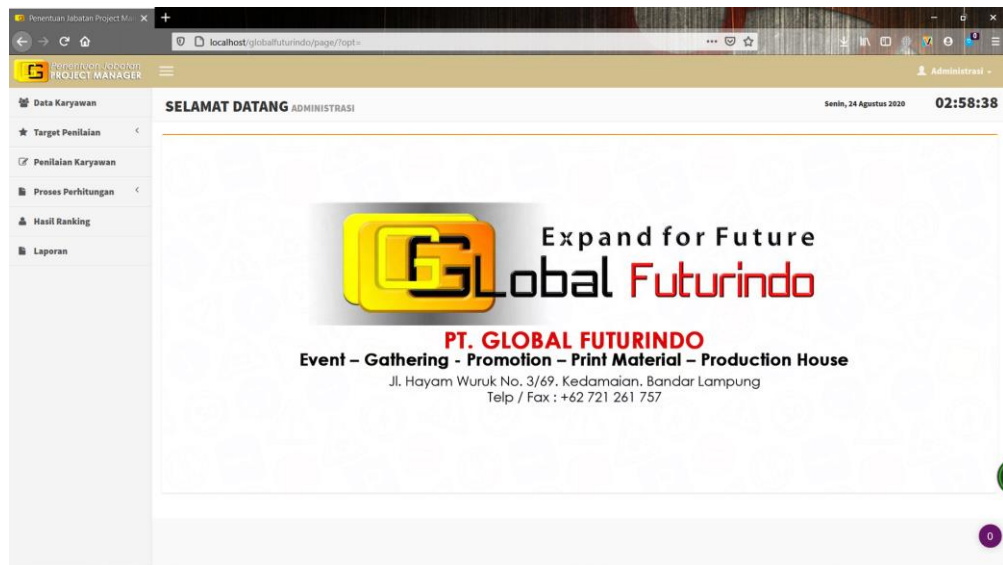 Penentuan Jabatan Project Man
localhost/globalfuturindo/page/?opt=
Penentuan Jabatan
PROJECT MANAGER
Administrasi
Data Karyawan
Target Penilaian
Penilaian Karyawan
Proses Perhitungan
Hasil Ranking
Laporan
SELAMAT DATANG ADMINISTRASI
Senin, 24 Agustus 2020
02:58:38
Expand for Future
GLobal Futurindo
PT. GLOBAL FUTURINDO
Event – Gathering - Promotion – Print Material – Production House
Jl. Hayam Wuruk No. 3/69. Kedamaian. Bandar Lampung
Telp / Fax : +62 721 261 757
0